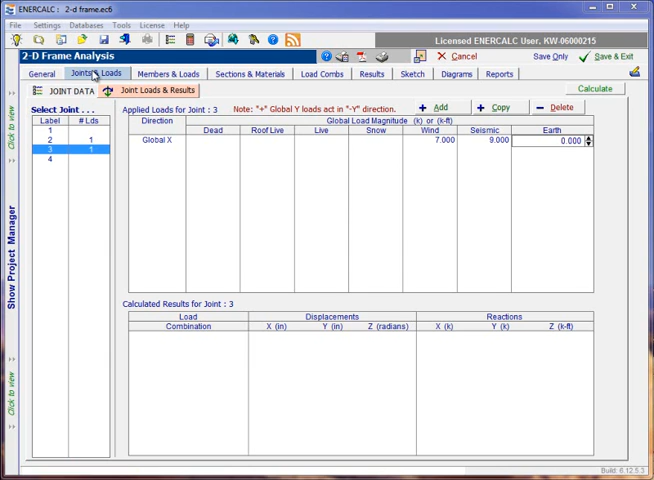 ENERCALC : 2-d frame.ec6
File Settings Databases Tools License Help
Licensed ENERCALC User. KW-06000215
2-D Frame Analysis
Cancel Save Only Save & Exit
General Joints & Loads Members & Loads Sections & Materials Load Combs Results Sketch Diagrams Reports
JOINT DATA Joint Loads & Results Calculate
Click to view
Show Project Manager
Click to view
Select Joint . . .
Label # Lds
1
2 1
3 1
4
Applied Loads for Joint : 3 Note: "+" Global Y loads act in "-Y" direction. Add Copy Delete
Direction Global Load Magnitude (k) or (k-ft)
Dead Roof Live Live Snow Wind Seismic Earth
Global X 7.000 9.000 0.000
Calculated Results for Joint : 3
Load Combination Displacements Reactions
X (in) Y (in) Z (radians) X (k) Y (k) Z (k-ft)
Build: 6.12.5.3